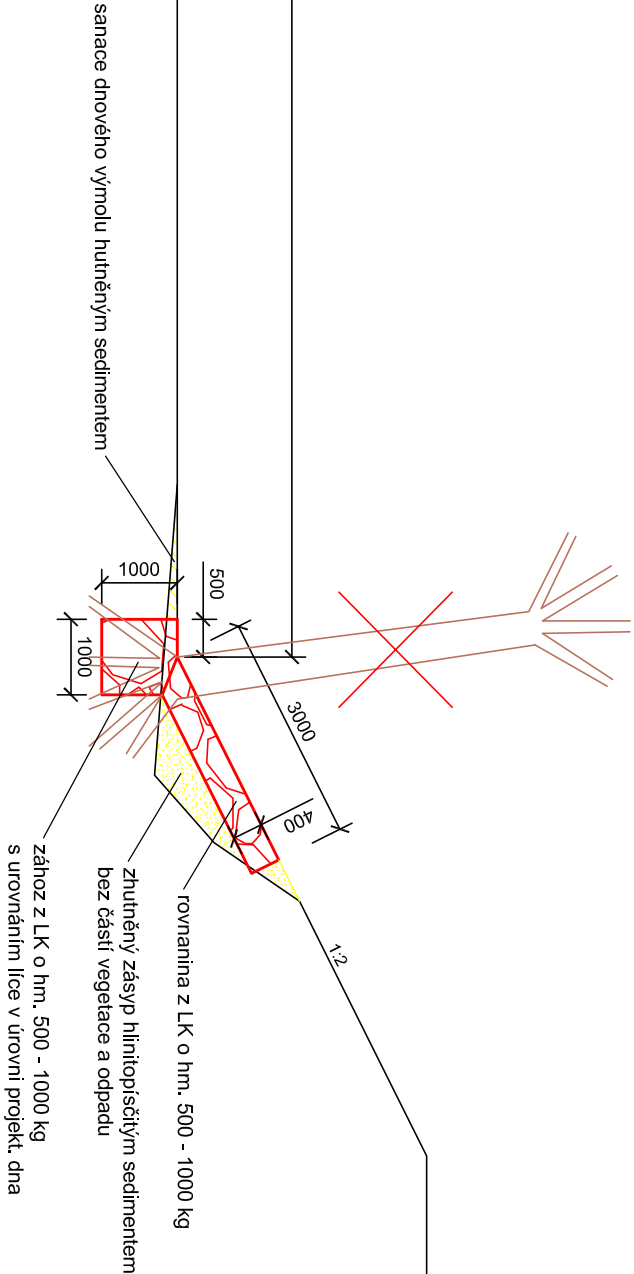 sanace dnového výmolu hutněným sedimentem
1000
500
1000
3000
400
1:2
rovnanina z LK o hm. 500 - 1000 kg
zhutněný zásyp hlinitopísčitým sedimentem
bez částí vegetace a odpadu
zához z LK o hm. 500 - 1000 kg
s urovnáním líce v úrovni projekt. dna